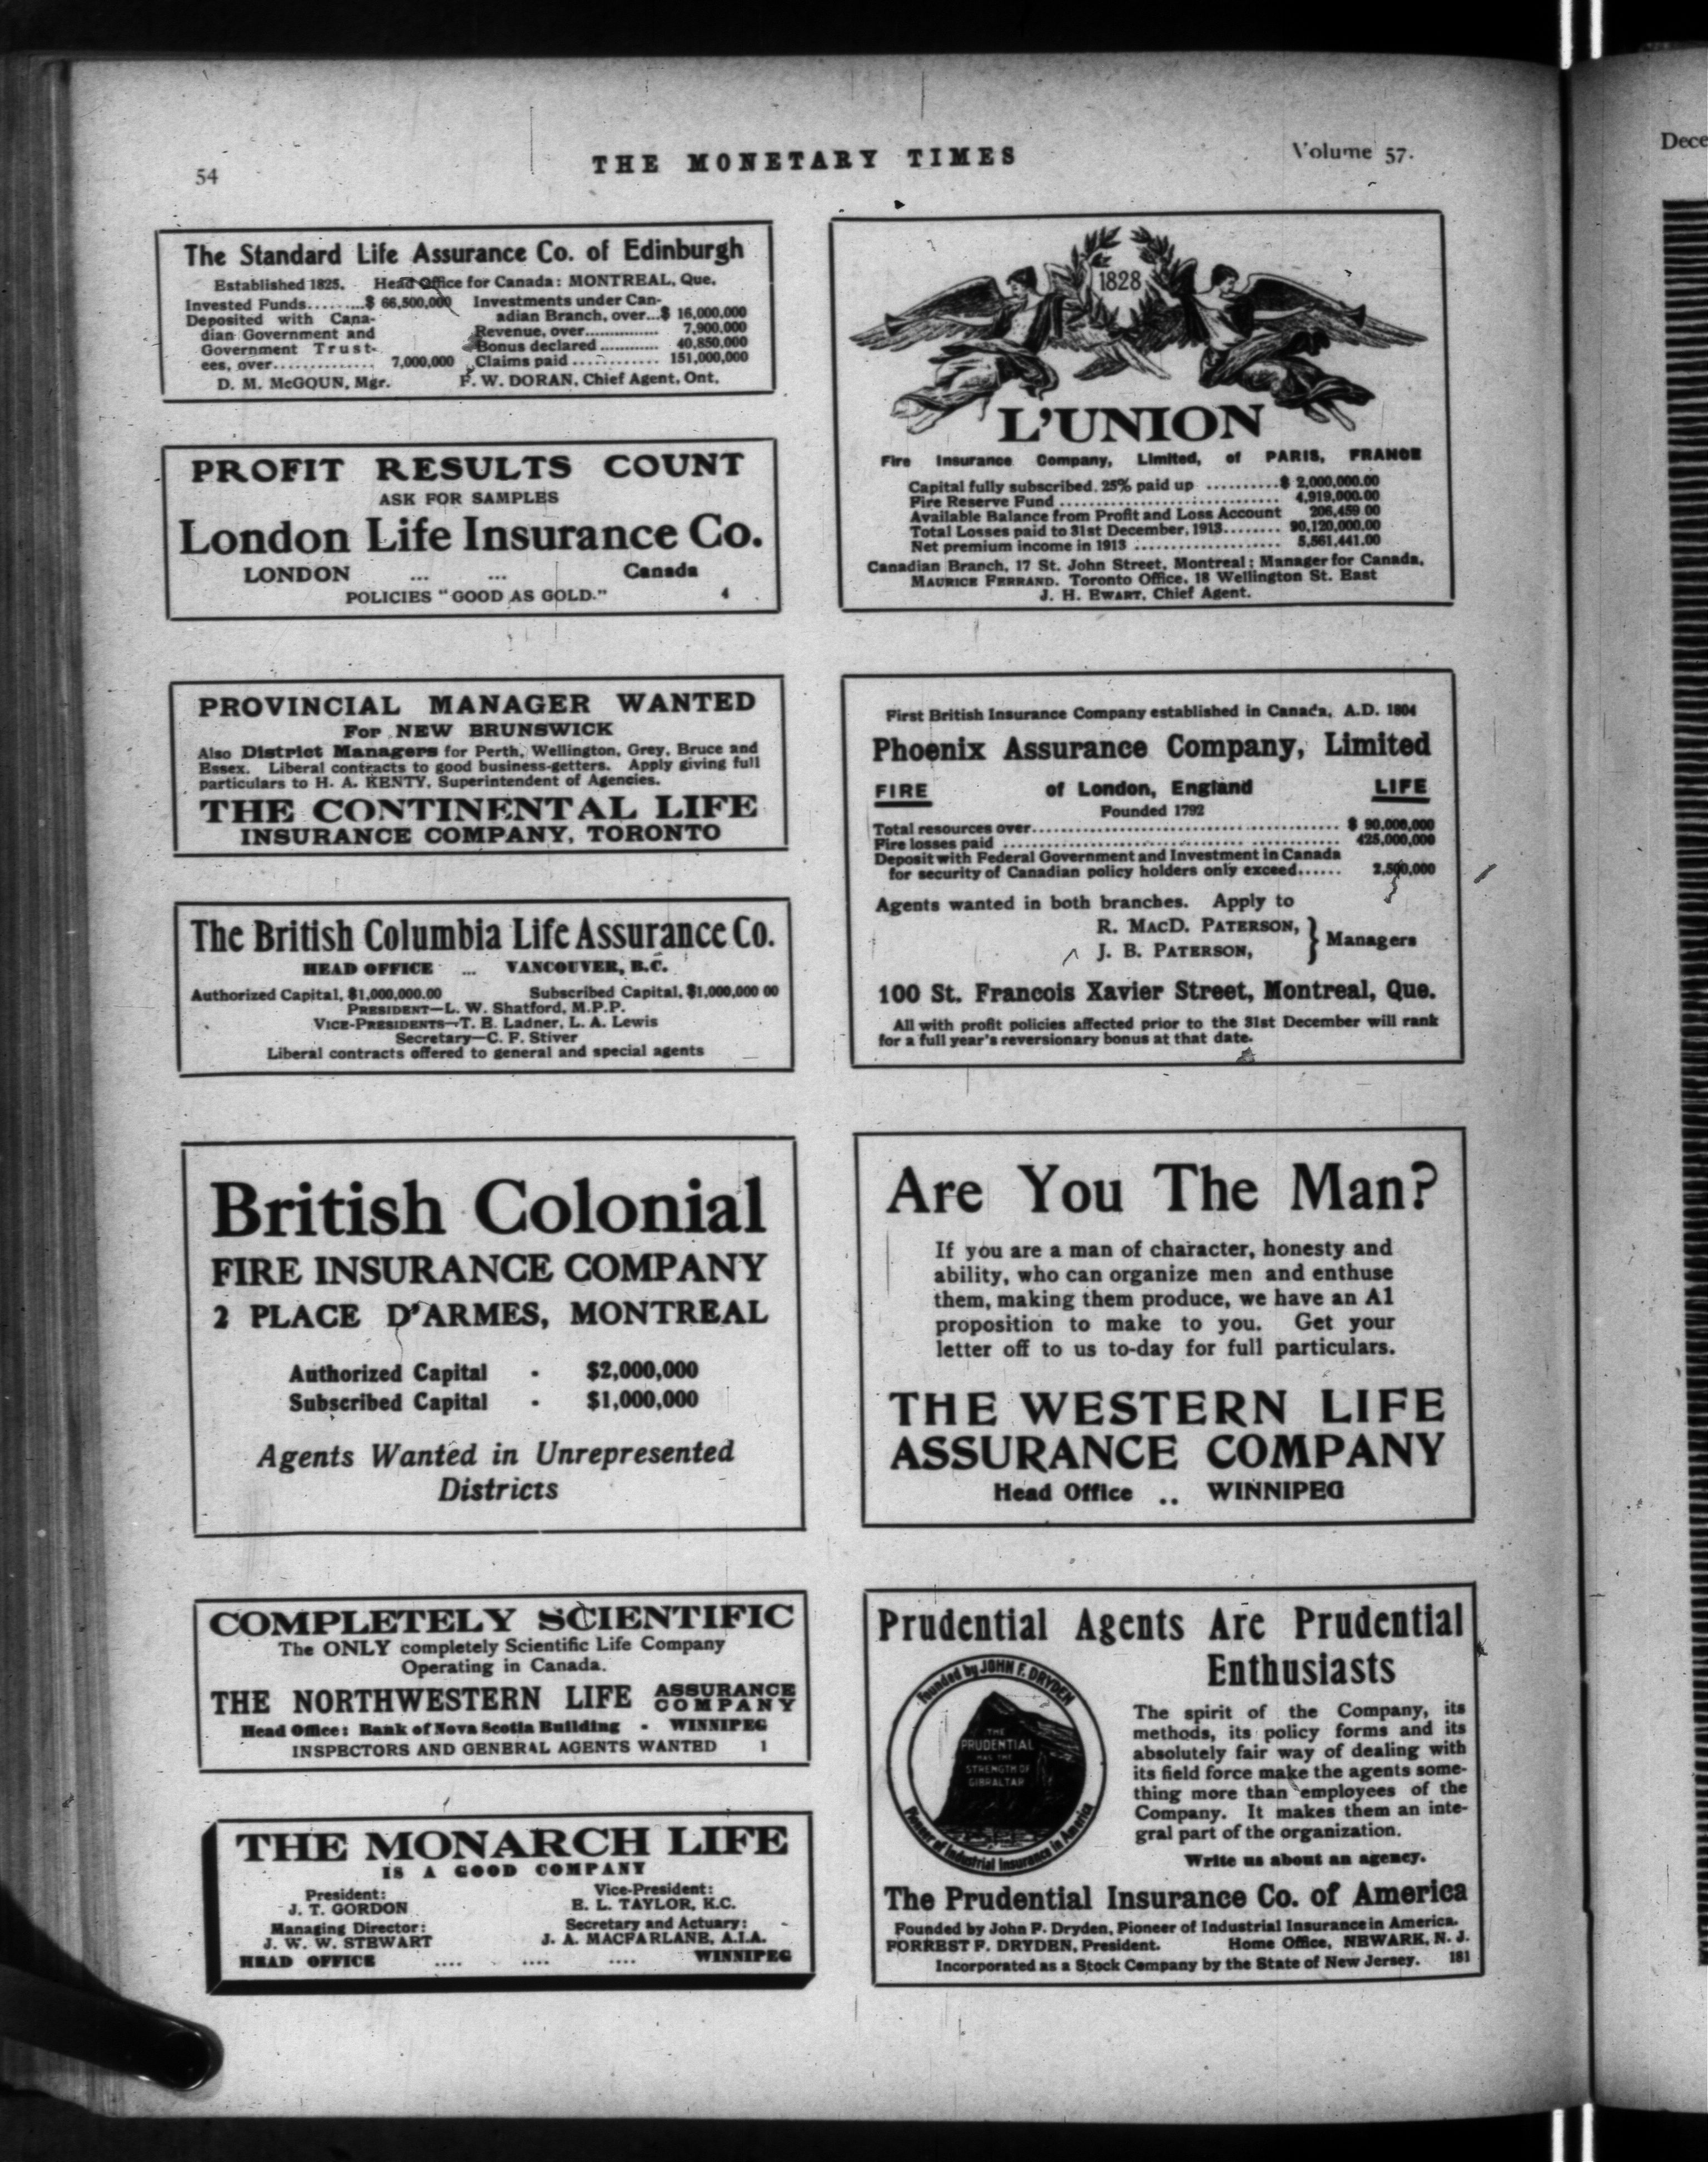 54
THE MONETARY TIMES
Volume 57.
The Standard Life Assurance Co. of Edinburgh
Established 1825. Head Office for Canada: MONTREAL, Que.
Invested Funds.........$ 66,500,000
Deposited with Cana-
dian Government and
Government Trust-
ees, over.............. 7,000,000
Investments under Can-
adian Branch, over...$ 16,000,000
Revenue, over............... 7,900,000
Bonus declared ............ 40,850,000
Claims paid ............ 151,000,000
D. M. McGOUN, Mgr. F. W. DORAN, Chief Agent, Ont.
PROFIT RESULTS COUNT
ASK FOR SAMPLES
London Life Insurance Co.
LONDON ... ... Canada
POLICIES "GOOD AS GOLD." 4
PROVINCIAL MANAGER WANTED
For NEW BRUNSWICK
Also District Managers for Perth, Wellington, Grey, Bruce and
Essex. Liberal contracts to good business-getters. Apply giving full
particulars to H. A. KENTY, Superintendent of Agencies.
THE CONTINENTAL LIFE
INSURANCE COMPANY, TORONTO
The British Columbia Life Assurance Co.
HEAD OFFICE ... VANCOUVER, B.C.
Authorized Capital, $1,000,000.00 Subscribed Capital, $1,000,000 00
PRESIDENT—L. W. Shatford, M.P.P.
VICE-PRESIDENTS—T. E. Ladner, L. A. Lewis
Secretary—C. F. Stiver
Liberal contracts offered to general and special agents
British Colonial
FIRE INSURANCE COMPANY
2 PLACE D'ARMES, MONTREAL
Authorized Capital - $2,000,000
Subscribed Capital - $1,000,000
Agents Wanted in Unrepresented
Districts
COMPLETELY SCIENTIFIC
The ONLY completely Scientific Life Company
Operating in Canada.
THE NORTHWESTERN LIFE ASSURANCE
COMPANY
Head Office: Bank of Nova Scotia Building - WINNIPEG
INSPECTORS AND GENERAL AGENTS WANTED 1
THE MONARCH LIFE
IS A GOOD COMPANY
President:
J. T. GORDON
Vice-President:
E. L. TAYLOR, K.C.
Managing Director:
J. W. W. STEWART
Secretary and Actuary:
J. A. MACFARLANE, A.I.A.
HEAD OFFICE .... .... .... WINNIPEG
1828
L'UNION
Fire Insurance Company, Limited, of PARIS, FRANCE
Capital fully subscribed, 25% paid up ..........$ 2,000,000.00
Fire Reserve Fund ............................ 4,919,000.00
Available Balance from Profit and Loss Account 206,459 00
Total Losses paid to 31st December, 1913........ 90,120,000.00
Net premium income in 1913 .................... 5,561,441.00
Canadian Branch, 17 St. John Street, Montreal; Manager for Canada,
MAURICE FERRAND. Toronto Office, 18 Wellington St. East
J. H. EWART, Chief Agent.
First British Insurance Company established in Canada, A.D. 1804
Phoenix Assurance Company, Limited
FIRE of London, England LIFE
Founded 1792
Total resources over............................................ $ 90,000,000
Fire losses paid ................................................ 425,000,000
Deposit with Federal Government and Investment in Canada
for security of Canadian policy holders only exceed...... 2,500,000
Agents wanted in both branches. Apply to
R. MACD. PATERSON,
J. B. PATERSON, } Managers
100 St. Francois Xavier Street, Montreal, Que.
All with profit policies affected prior to the 31st December will rank
for a full year's reversionary bonus at that date.
Are You The Man?
If you are a man of character, honesty and
ability, who can organize men and enthuse
them, making them produce, we have an A1
proposition to make to you. Get your
letter off to us to-day for full particulars.
THE WESTERN LIFE
ASSURANCE COMPANY
Head Office .. WINNIPEG
Prudential Agents Are Prudential
Enthusiasts
Founded by JOHN F. DRYDEN
THE
PRUDENTIAL
HAS THE
STRENGTH OF
GIBRALTAR
Pioneer of Industrial Insurance in America
The spirit of the Company, its
methods, its policy forms and its
absolutely fair way of dealing with
its field force make the agents some-
thing more than employees of the
Company. It makes them an inte-
gral part of the organization.
Write us about an agency.
The Prudential Insurance Co. of America
Founded by John F. Dryden, Pioneer of Industrial Insurance in America.
FORREST F. DRYDEN, President. Home Office, NEWARK, N. J.
Incorporated as a Stock Company by the State of New Jersey. 181
Dece